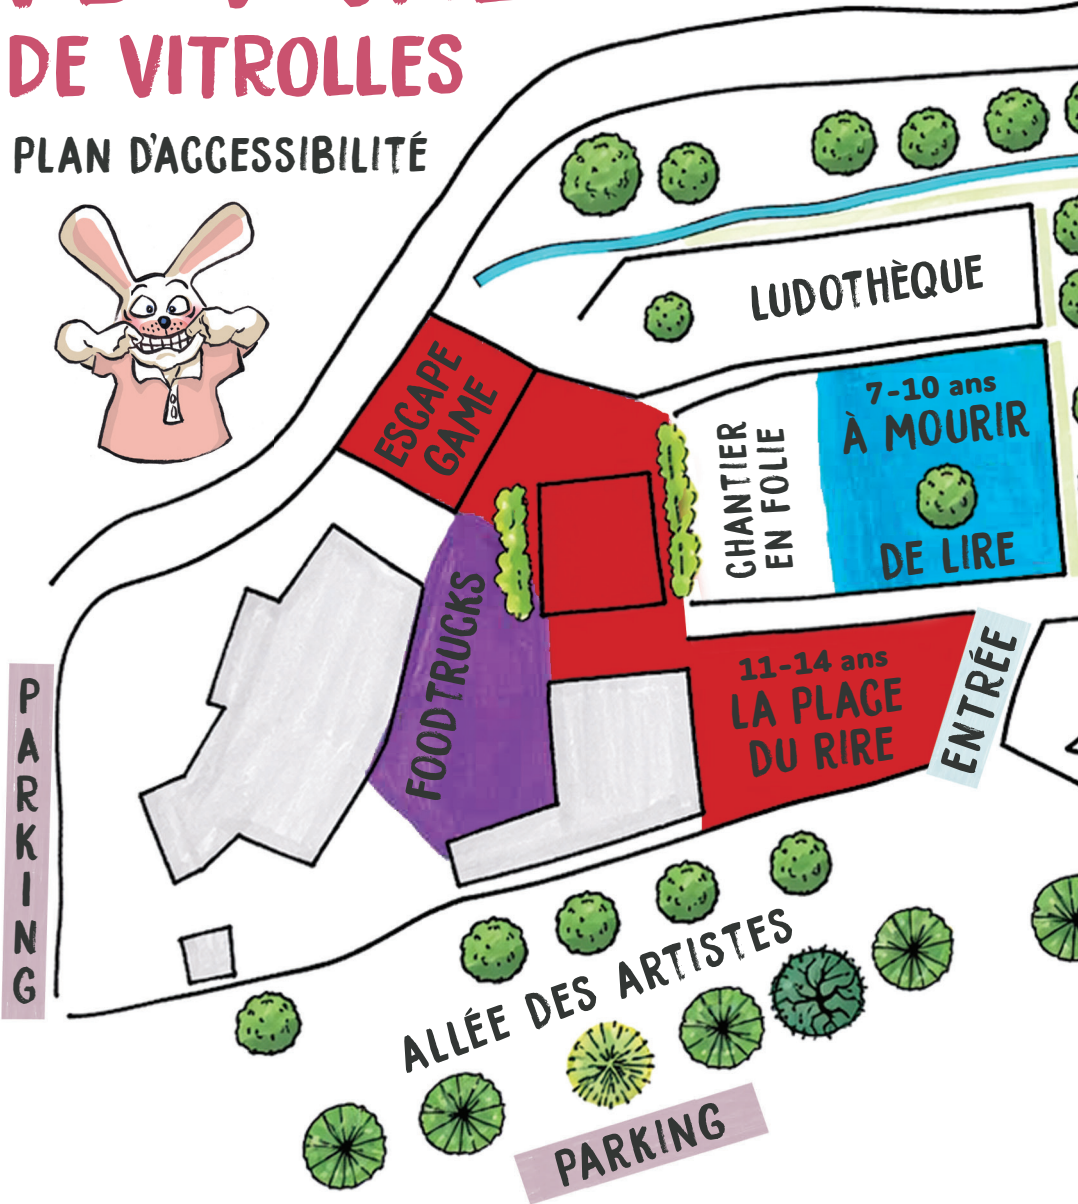 DE VITROLLES
PLAN D'ACCESSIBILITÉ
LUDOTHÈQUE
ESCAPE
GAME
7-10 ans
À MOURIR
DE LIRE
CHANTIER
EN FOLIE
FOODTRUCKS
11-14 ans
LA PLACE
DU RIRE
ENTRÉE
PARKING
ALLÉE DES ARTISTES
PARKING